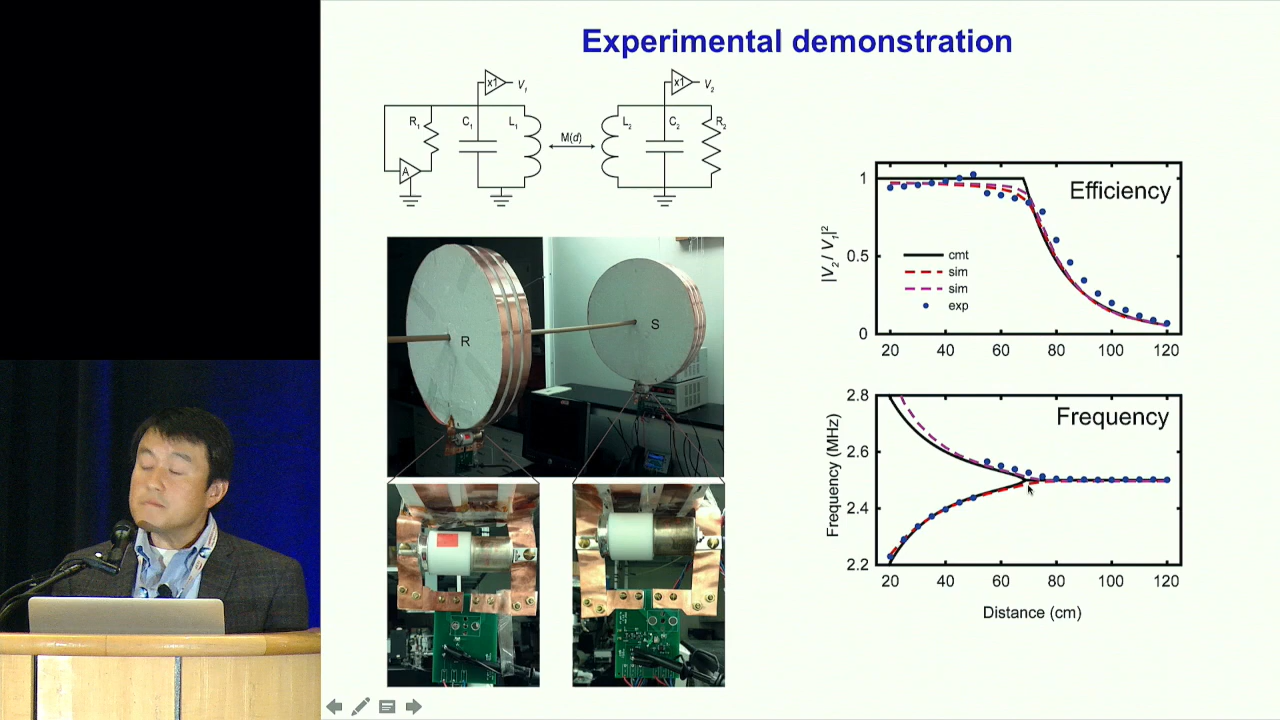 Experimental demonstration
x1
V₁
x1
V₂
R₁
C₁
L₁
M(d)
L₂
C₂
R₂
A
R
S
Efficiency
|V₂/ V₁|²
1
0.5
0
cmt
sim
sim
exp
20 40 60 80 100 120
Frequency
Frequency (MHz)
2.8
2.6
2.4
2.2
20 40 60 80 100 120
Distance (cm)